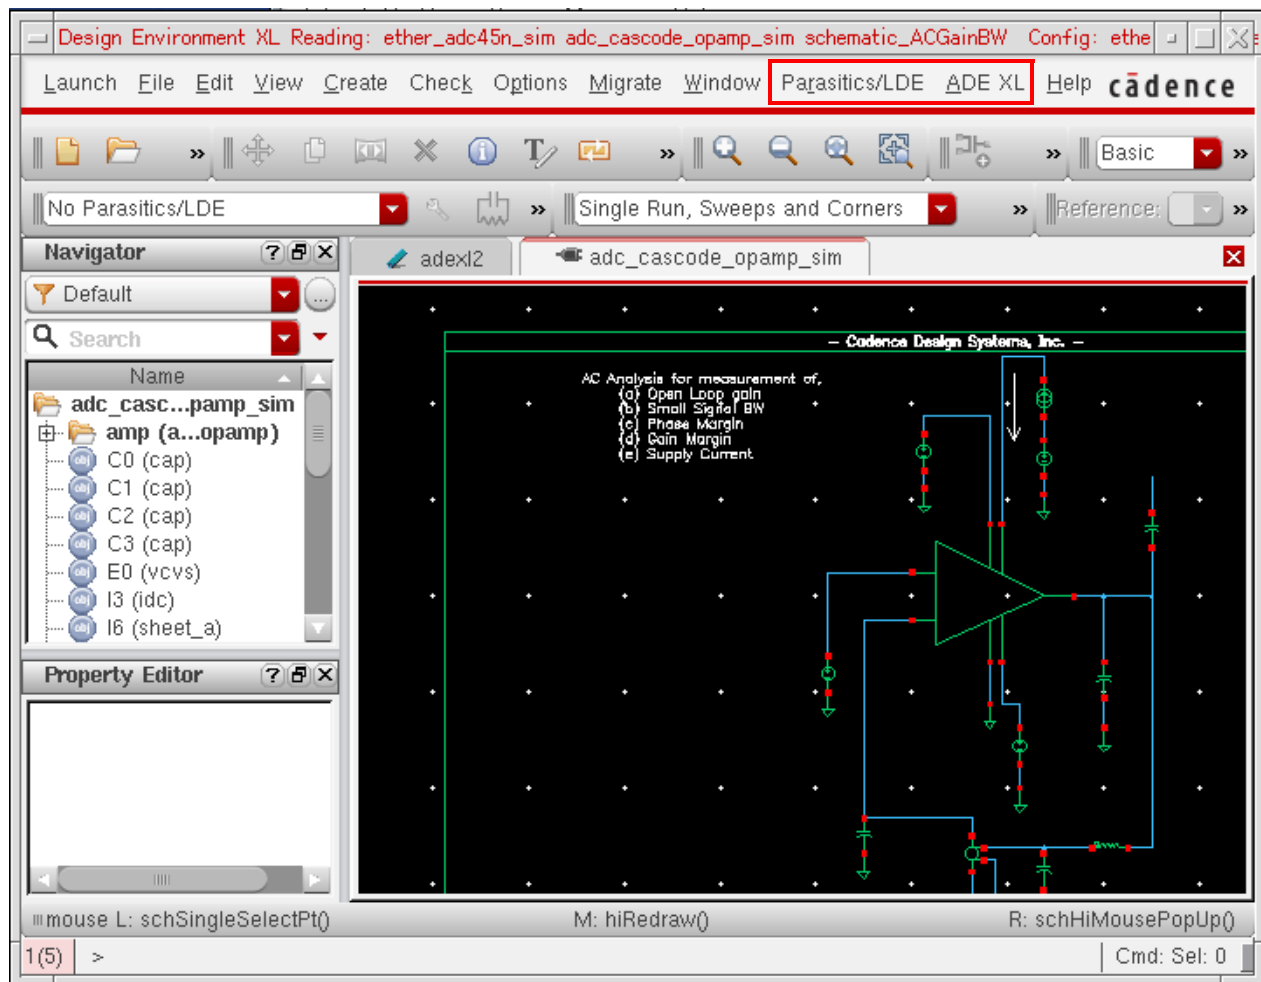 Design Environment XL Reading: ether_adc45n_sim adc_cascode_opamp_sim schematic_ACGainBW Config: ethe
Launch File Edit View Create Check Options Migrate Window Parasitics/LDE ADE XL Help cādence
» » » Basic »
No Parasitics/LDE » Single Run, Sweeps and Corners » Reference: »
Navigator
adexl2 adc_cascode_opamp_sim
Default ...
Search
Name
adc_casc...pamp_sim
amp (a...opamp)
C0 (cap)
C1 (cap)
C2 (cap)
C3 (cap)
E0 (vcvs)
I3 (idc)
I6 (sheet_a)
Property Editor
— Cadence Design Systems, Inc. —
AC Analysis for measurement of,
(a) Open Loop gain
(b) Small Signal BW
(c) Phase Margin
(d) Gain Margin
(e) Supply Current
mouse L: schSingleSelectPt() M: hiRedraw() R: schHiMousePopUp()
1(5) > Cmd: Sel: 0